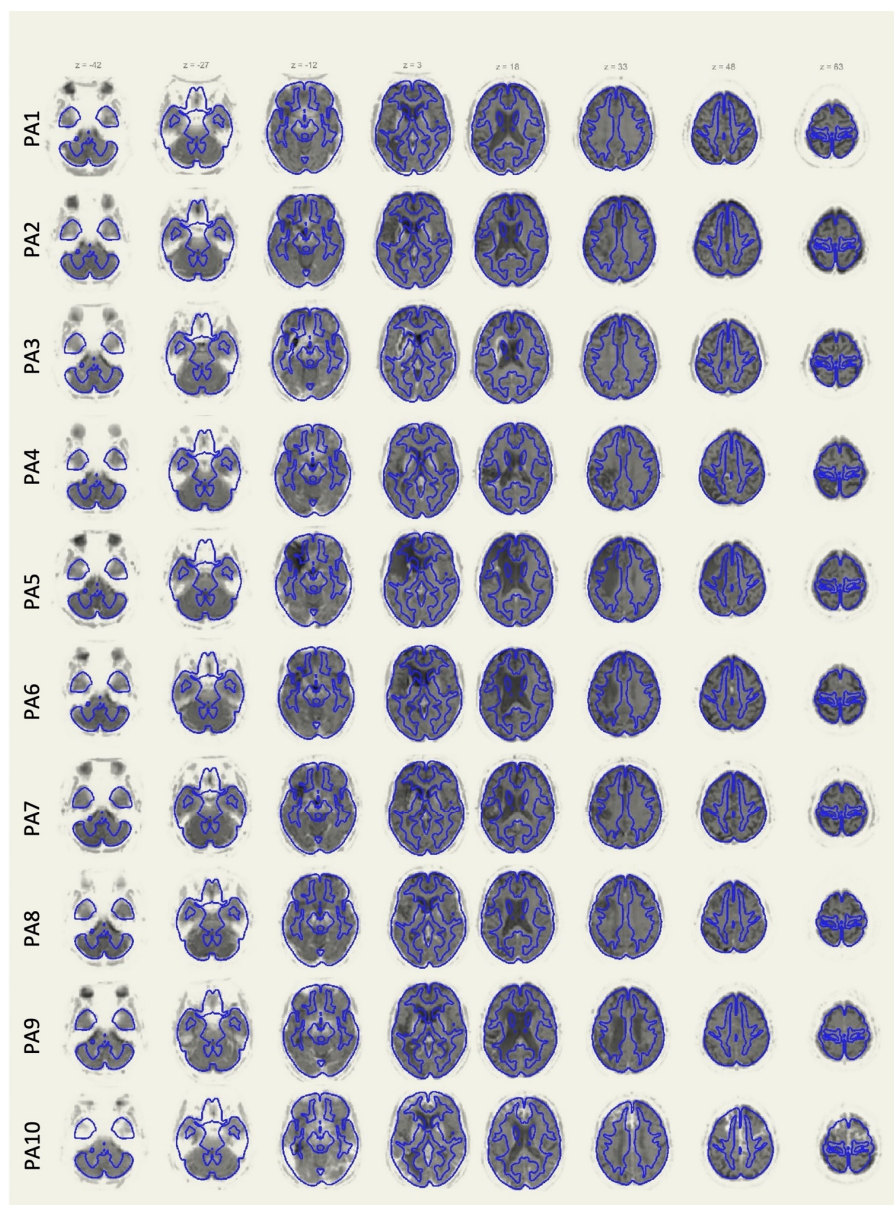 z = -42 z = -27 z = -12 z = 3 z = 18 z = 33 z = 48 z = 63
PA1
PA2
PA3
PA4
PA5
PA6
PA7
PA8
PA9
PA10